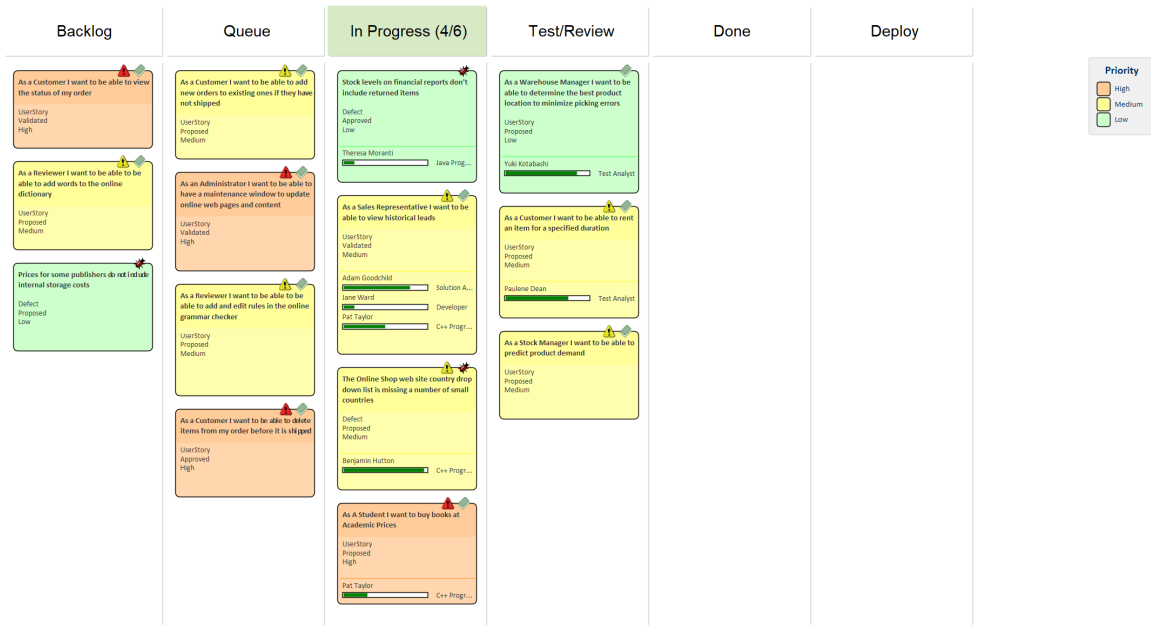 Backlog
Queue
In Progress (4/6)
Test/Review
Done
Deploy
As a Customer I want to be able to view
the status of my order
UserStory
Validated
High
As a Reviewer I want to be able to be
able to add words to the online
dictionary
UserStory
Proposed
Medium
Prices for some publishers do not include
internal storage costs
Defect
Proposed
Low
As a Customer I want to be able to add
new orders to existing ones if they have
not shipped
UserStory
Proposed
Medium
As an Administrator I want to be able to
have a maintenance window to update
online web pages and content
UserStory
Validated
High
As a Reviewer I want to be able to be
able to add and edit rules in the online
grammar checker
UserStory
Proposed
Medium
As a Customer I want to be able to delete
items from my order before it is shipped
UserStory
Approved
High
Stock levels on financial reports don't
include returned items
Defect
Approved
Low
Theresa Moranti
Java Prog...
As a Sales Representative I want to be
able to view historical leads
UserStory
Validated
Medium
Adam Goodchild
Solution A...
Jane Ward
Developer
Pat Taylor
C++ Progr...
The Online Shop web site country drop
down list is missing a number of small
countries
Defect
Proposed
Medium
Benjamin Hutton
C++ Progr...
As A Student I want to buy books at
Academic Prices
UserStory
Proposed
High
Pat Taylor
C++ Progr...
As a Warehouse Manager I want to be
able to determine the best product
location to minimize picking errors
UserStory
Proposed
Low
Yuki Kotabashi
Test Analyst
As a Customer I want to be able to rent
an item for a specified duration
UserStory
Proposed
Medium
Paulene Dean
Test Analyst
As a Stock Manager I want to be able to
predict product demand
UserStory
Proposed
Medium
Priority
High
Medium
Low